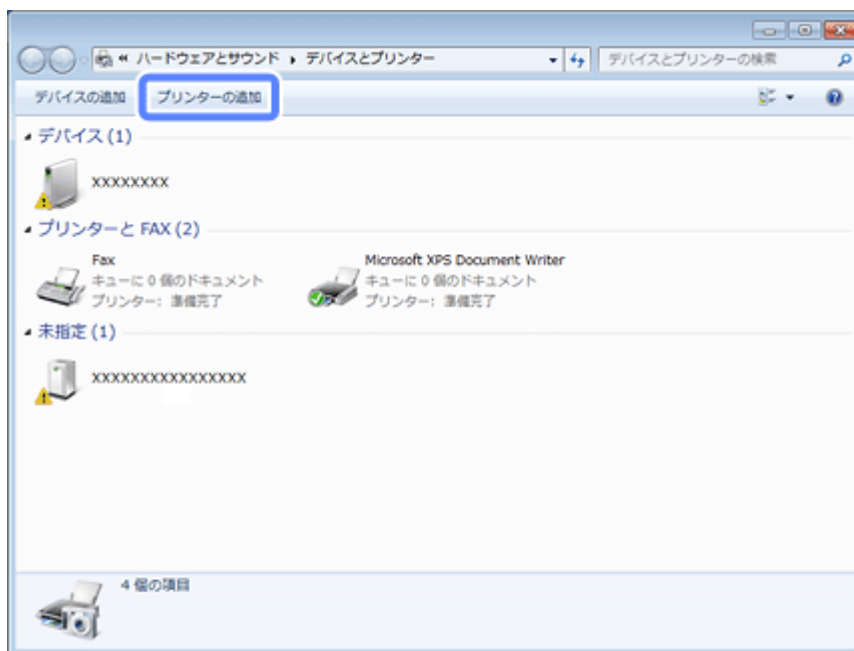 ハードウェアとサウンド デバイスとプリンター デバイスとプリンターの検索
デバイスの追加 プリンターの追加
デバイス (1)
XXXXXXXX
プリンターと FAX (2)
Fax
キューに 0 個のドキュメント
プリンター: 準備完了
Microsoft XPS Document Writer
キューに 0 個のドキュメント
プリンター: 準備完了
未指定 (1)
XXXXXXXXXXXXXXXX
4 個の項目